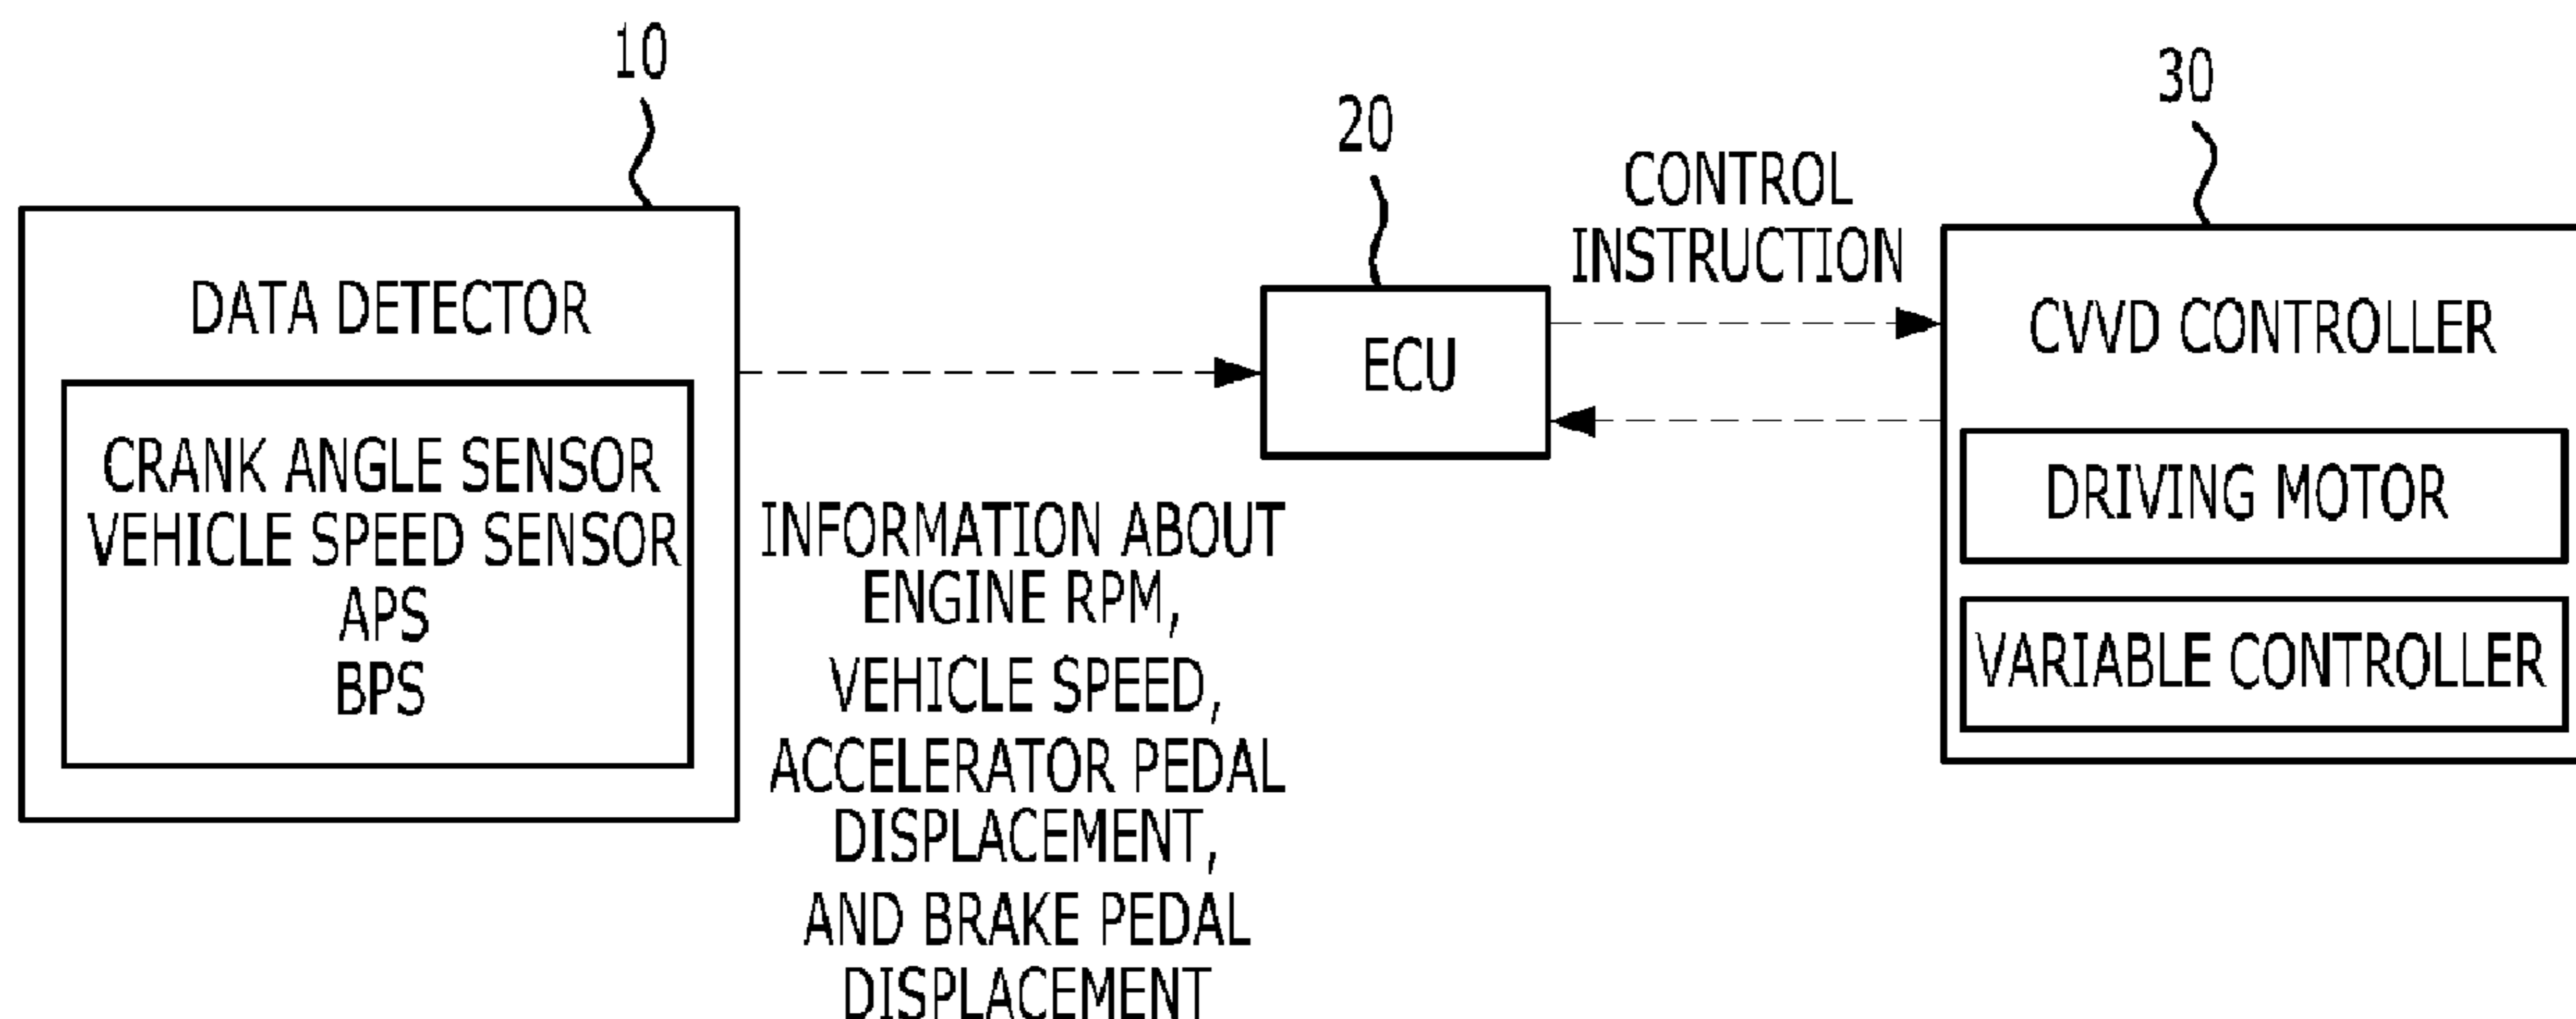 10
DATA DETECTOR
CRANK ANGLE SENSOR
VEHICLE SPEED SENSOR
APS
BPS
INFORMATION ABOUT
ENGINE RPM,
VEHICLE SPEED,
ACCELERATOR PEDAL
DISPLACEMENT,
AND BRAKE PEDAL
DISPLACEMENT
20
ECU
CONTROL
INSTRUCTION
30
CVVD CONTROLLER
DRIVING MOTOR
VARIABLE CONTROLLER